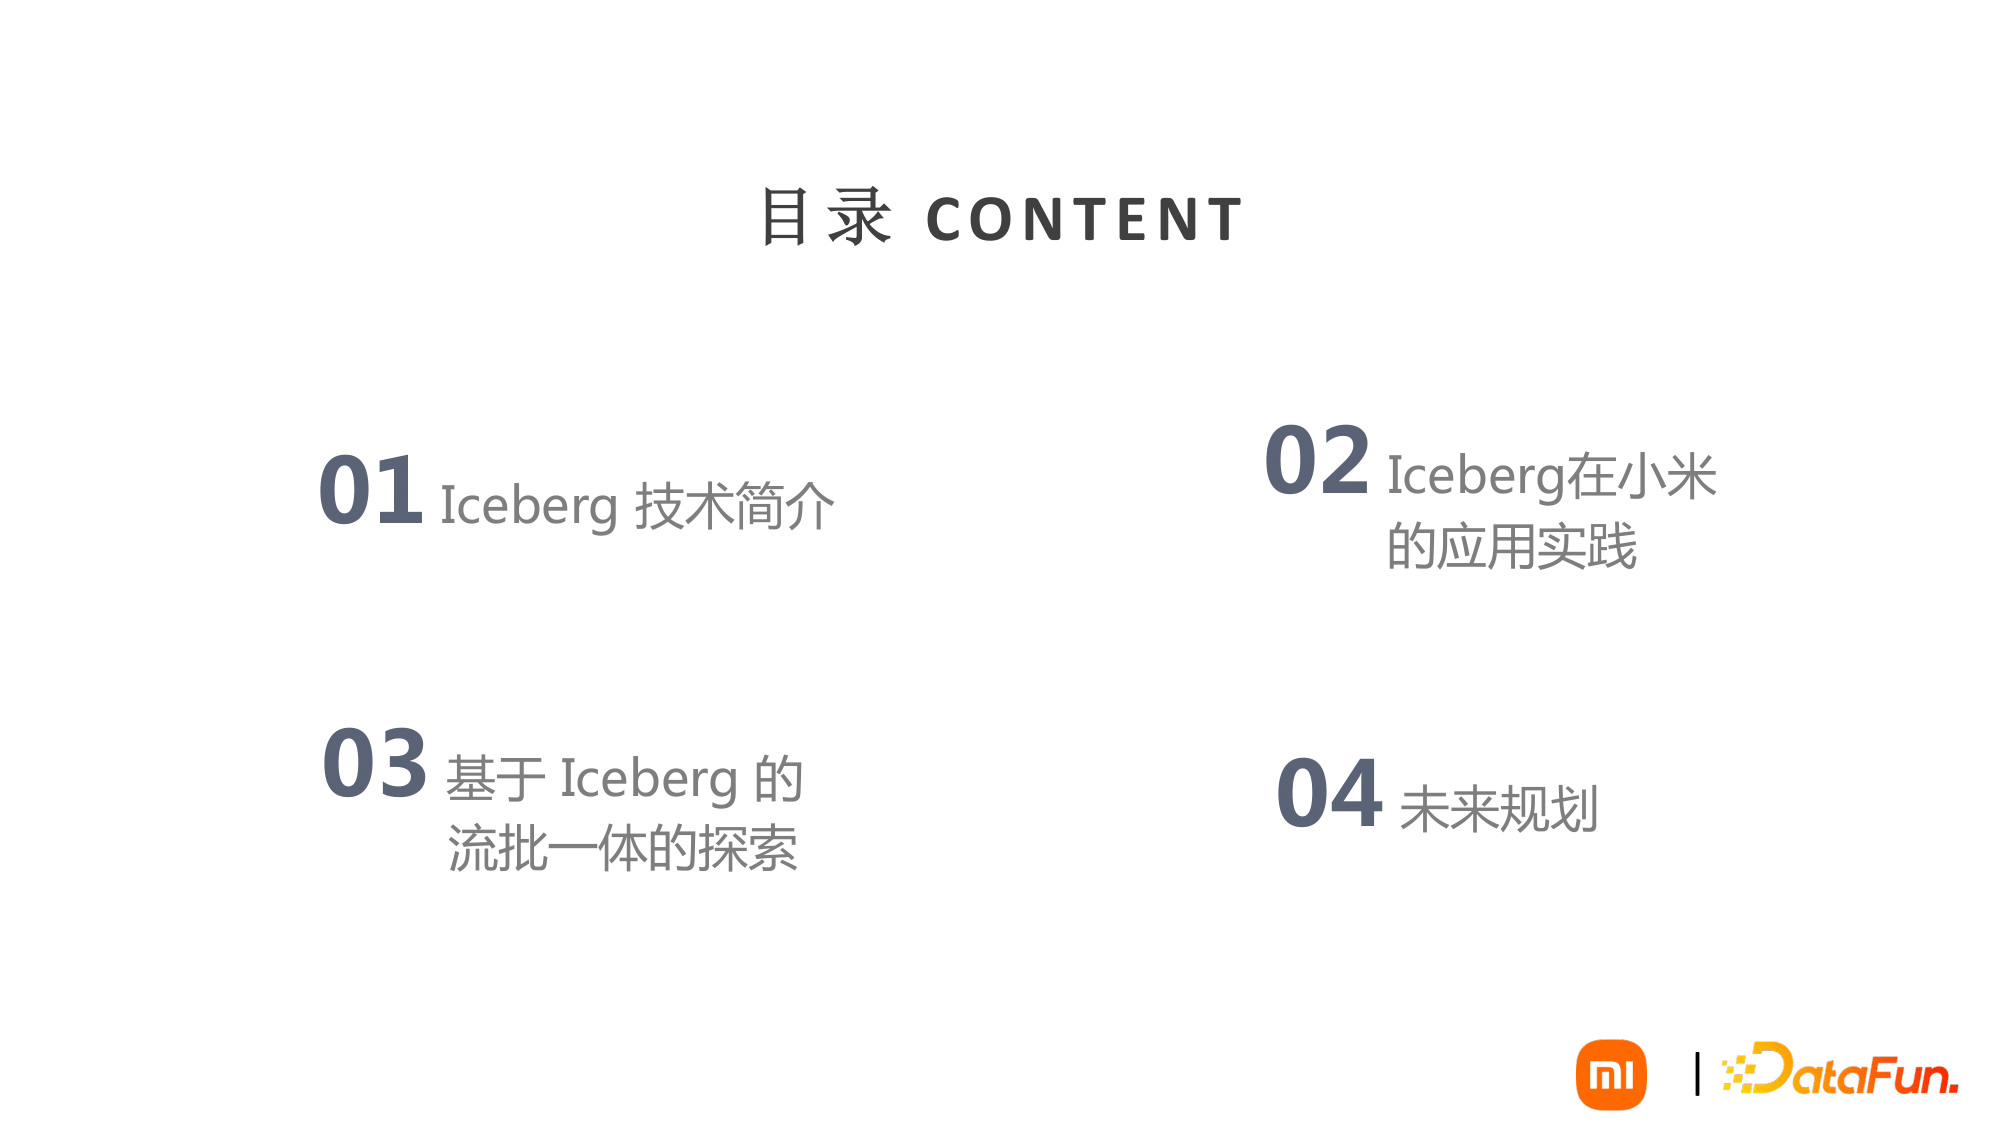 目录 CONTENT
01 Iceberg 技术简介
02 Iceberg在小米
的应用实践
03 基于 Iceberg 的
流批一体的探索
04 未来规划
mi | DataFun.